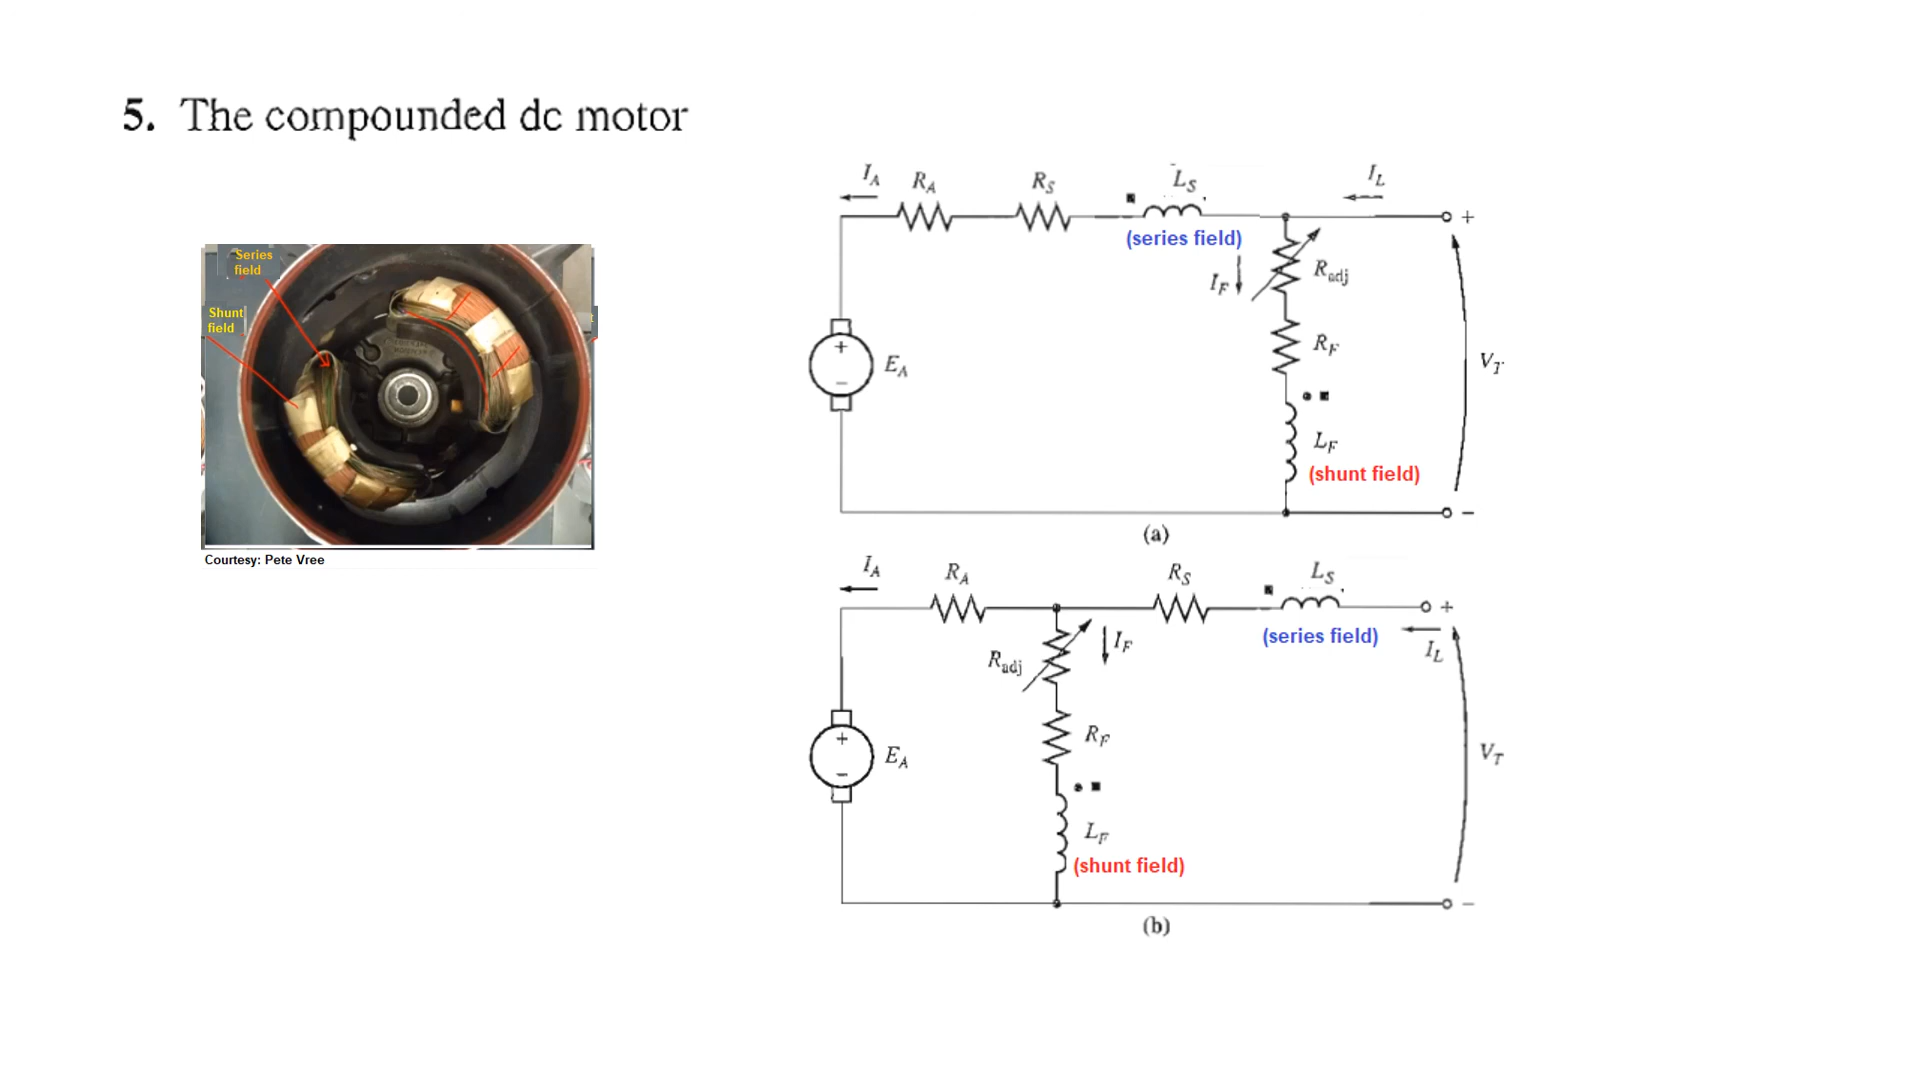 5. The compounded dc motor
Series
field
Shunt
field
Courtesy: Pete Vree
I_A
R_A
R_S
L_S
I_L
+
(series field)
I_F
R_adj
R_F
+
−
E_A
V_T
L_F
(shunt field)
−
(a)
I_A
R_A
R_S
L_S
+
(series field)
I_F
I_L
R_adj
R_F
+
−
E_A
V_T
L_F
(shunt field)
−
(b)